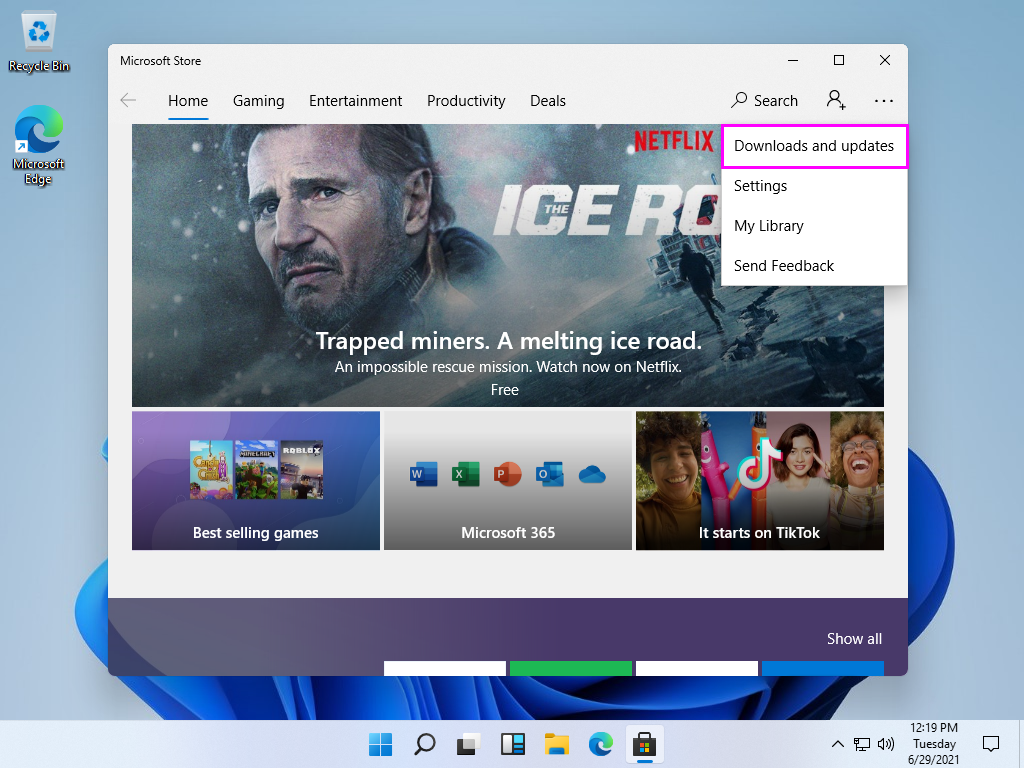 Recycle Bin
Microsoft
Edge
Microsoft Store
Home Gaming Entertainment Productivity Deals Search
NETFLIX
THE ICE RO
Downloads and updates
Settings
My Library
Send Feedback
Trapped miners. A melting ice road.
An impossible rescue mission. Watch now on Netflix.
Free
Candy Crush MINECRAFT ROBLOX
W X P O
Best selling games
Microsoft 365
It starts on TikTok
Show all
12:19 PM
Tuesday
6/29/2021